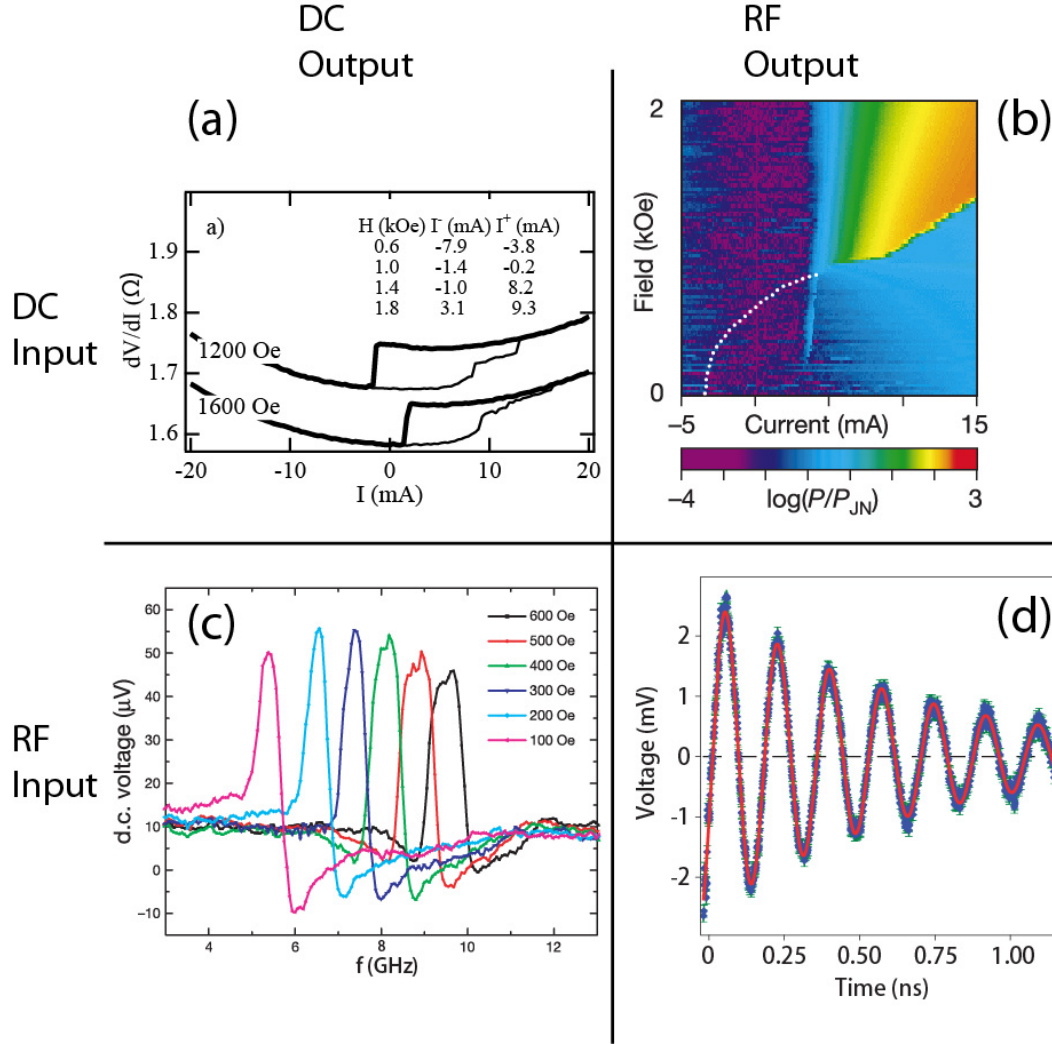 DC
Output
RF
Output
DC
Input
RF
Input
(a)
a)
H (kOe) I⁻ (mA) I⁺ (mA)
0.6 -7.9 -3.8
1.0 -1.4 -0.2
1.4 -1.0 8.2
1.8 3.1 9.3
dV/dI (Ω)
1.9
1.8
1.7
1.6
1200 Oe
1600 Oe
-20 -10 0 10 20
I (mA)
(b)
2
Field (kOe)
0
−5 Current (mA) 15
−4 log(P/P_JN) 3
(c)
600 Oe
500 Oe
400 Oe
300 Oe
200 Oe
100 Oe
d.c. voltage (µV)
60
50
40
30
20
10
0
−10
4 6 8 10 12
f (GHz)
(d)
Voltage (mV)
2
1
0
-1
-2
0 0.25 0.50 0.75 1.00
Time (ns)